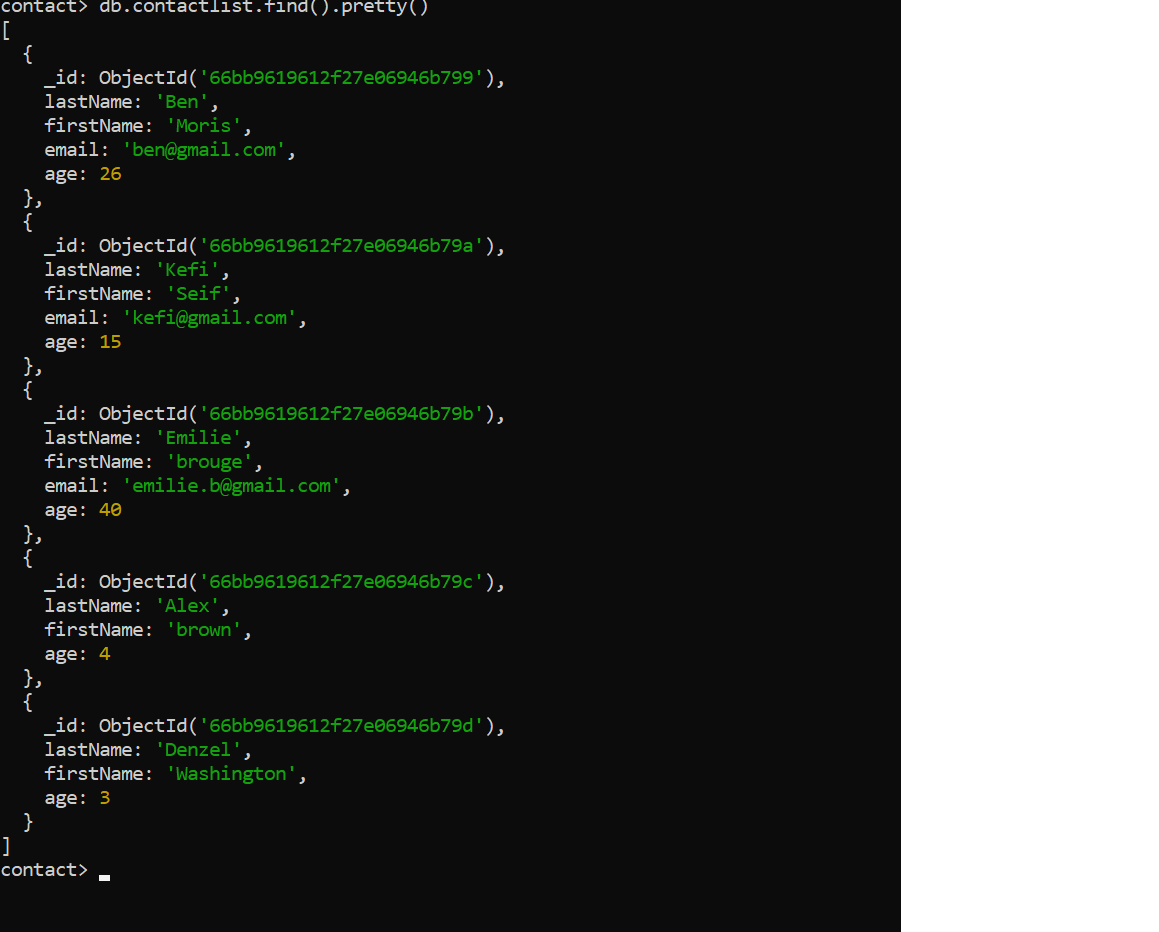 contact> db.contactlist.find().pretty()
[
  {
    _id: ObjectId('66bb9619612f27e06946b799'),
    lastName: 'Ben',
    firstName: 'Moris',
    email: 'ben@gmail.com',
    age: 26
  },
  {
    _id: ObjectId('66bb9619612f27e06946b79a'),
    lastName: 'Kefi',
    firstName: 'Seif',
    email: 'kefi@gmail.com',
    age: 15
  },
  {
    _id: ObjectId('66bb9619612f27e06946b79b'),
    lastName: 'Emilie',
    firstName: 'brouge',
    email: 'emilie.b@gmail.com',
    age: 40
  },
  {
    _id: ObjectId('66bb9619612f27e06946b79c'),
    lastName: 'Alex',
    firstName: 'brown',
    age: 4
  },
  {
    _id: ObjectId('66bb9619612f27e06946b79d'),
    lastName: 'Denzel',
    firstName: 'Washington',
    age: 3
  }
]
contact>